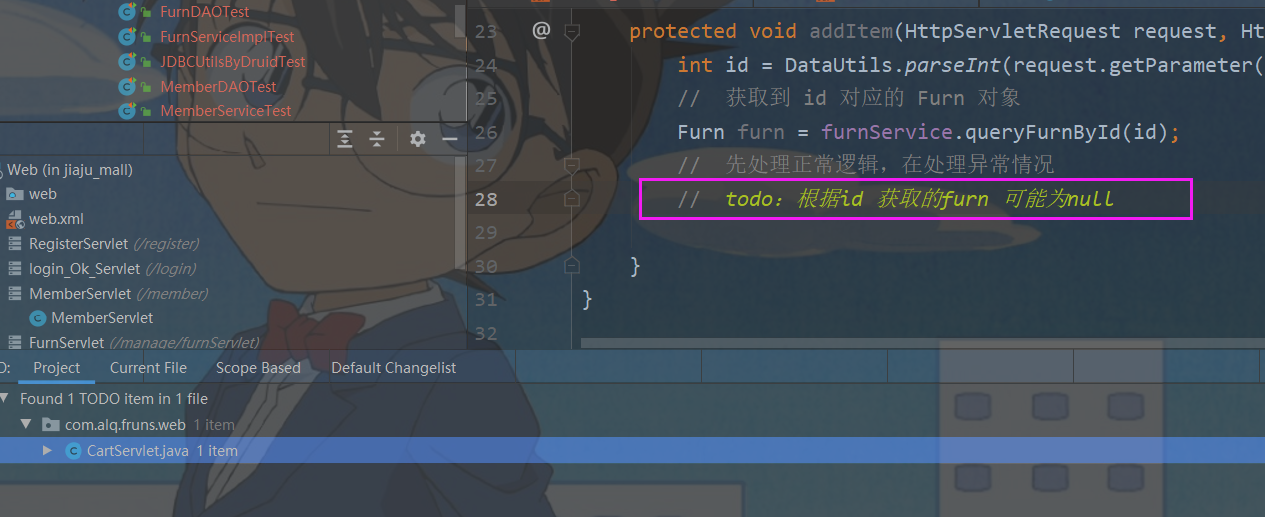 FurnDAOTest
FurnServiceImplTest
JDBCUtilsByDruidTest
MemberDAOTest
MemberServiceTest
Web (in jiaju_mall)
web
web.xml
RegisterServlet (/register)
login_Ok_Servlet (/login)
MemberServlet (/member)
MemberServlet
FurnServlet (/manage/furnServlet)
23 @ protected void addItem(HttpServletRequest request, Ht
24 int id = DataUtils.parseInt(request.getParameter(
25 // 获取到 id 对应的 Furn 对象
26 Furn furn = furnService.queryFurnById(id);
27 // 先处理正常逻辑，在处理异常情况
28 // todo：根据id 获取的furn 可能为null
29
30 }
31 }
32
O: Project Current File Scope Based Default Changelist
Found 1 TODO item in 1 file
com.alq.fruns.web 1 item
CartServlet.java 1 item